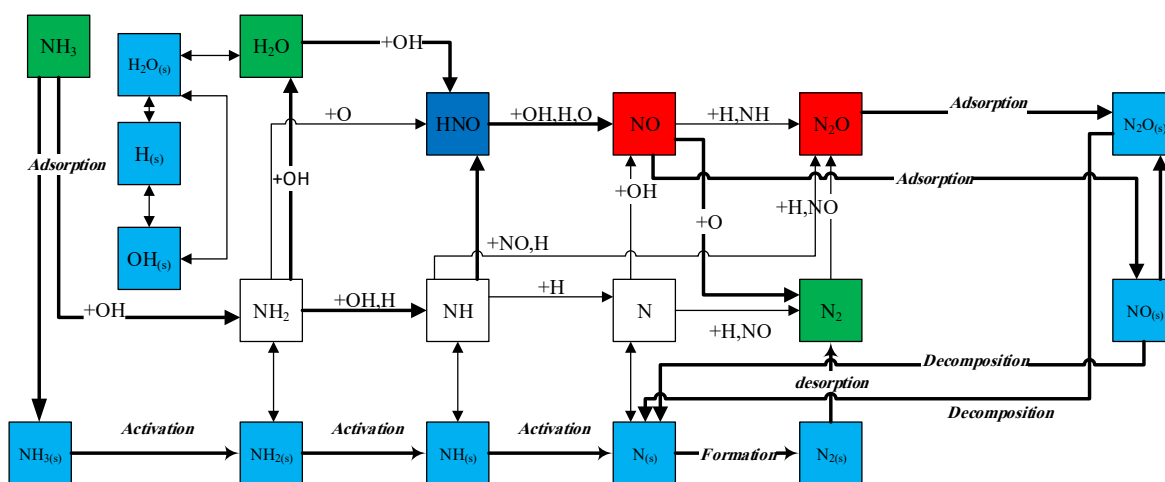 NH₃
H₂O
+OH
H₂O₍ₛ₎
+O
HNO
+OH,H,O
NO
+H,NH
N₂O
Adsorption
N₂O₍ₛ₎
H₍ₛ₎
Adsorption
+OH
+OH
Adsorption
+H,NO
+O
OH₍ₛ₎
+NO,H
+OH
NH₂
+OH,H
NH
+H
N
+H,NO
N₂
NO₍ₛ₎
Decomposition
desorption
Decomposition
NH₃₍ₛ₎
Activation
NH₂₍ₛ₎
Activation
NH₍ₛ₎
Activation
N₍ₛ₎
Formation
N₂₍ₛ₎